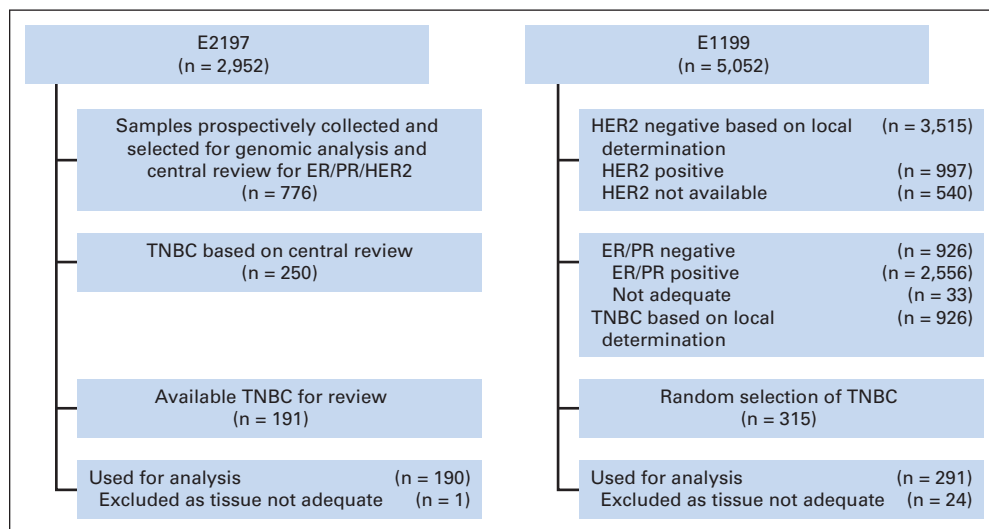 E2197
(n = 2,952)
Samples prospectively collected and
selected for genomic analysis and
central review for ER/PR/HER2
(n = 776)
TNBC based on central review
(n = 250)
Available TNBC for review
(n = 191)
Used for analysis (n = 190)
Excluded as tissue not adequate (n = 1)
E1199
(n = 5,052)
HER2 negative based on local (n = 3,515)
determination
HER2 positive (n = 997)
HER2 not available (n = 540)
ER/PR negative (n = 926)
ER/PR positive (n = 2,556)
Not adequate (n = 33)
TNBC based on local (n = 926)
determination
Random selection of TNBC
(n = 315)
Used for analysis (n = 291)
Excluded as tissue not adequate (n = 24)